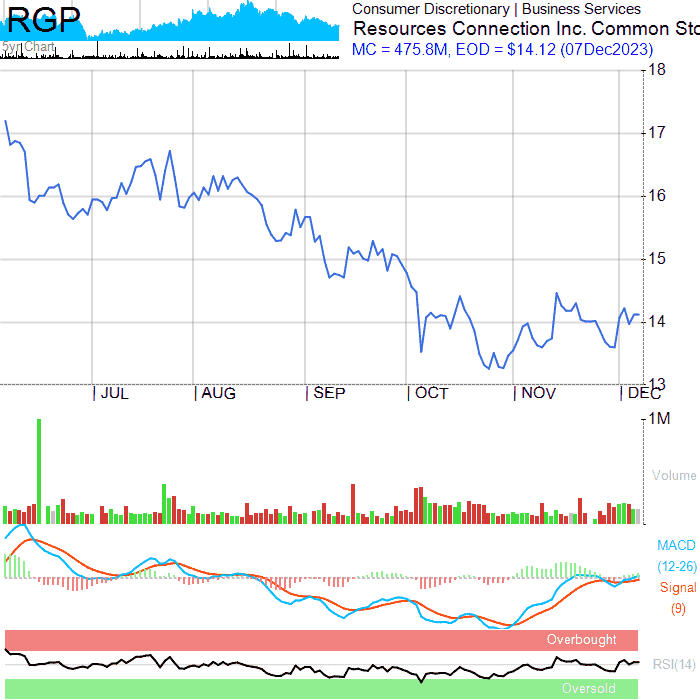 RGP
5yr Chart
Consumer Discretionary | Business Services
Resources Connection Inc. Common Sto
MC = 475.8M, EOD = $14.12 (07Dec2023)
18
17
16
15
14
13
JUL AUG SEP OCT NOV DEC
1M
Volume
MACD
(12-26)
Signal
(9)
Overbought
RSI(14)
Oversold